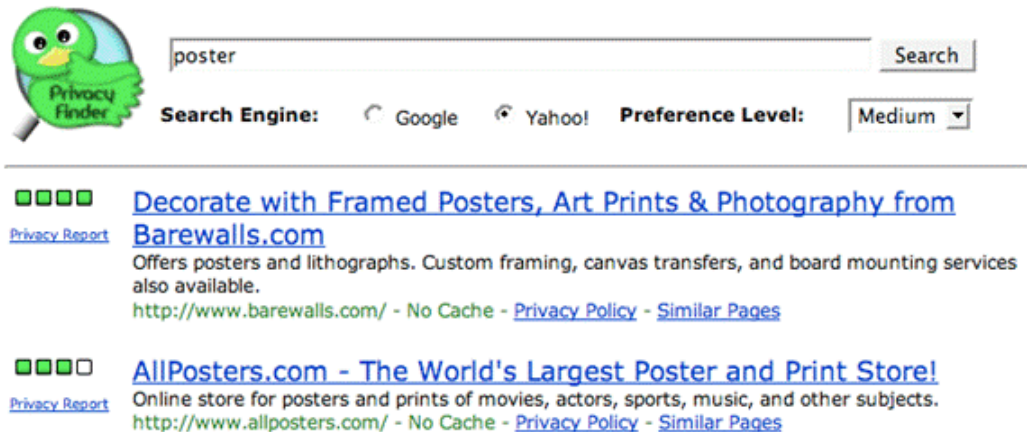 poster
Search
Privacy
Finder
Search Engine: Google Yahoo! Preference Level: Medium
Decorate with Framed Posters, Art Prints & Photography from
Privacy Report Barewalls.com
Offers posters and lithographs. Custom framing, canvas transfers, and board mounting services
also available.
http://www.barewalls.com/ - No Cache - Privacy Policy - Similar Pages
AllPosters.com - The World's Largest Poster and Print Store!
Privacy Report Online store for posters and prints of movies, actors, sports, music, and other subjects.
http://www.allposters.com/ - No Cache - Privacy Policy - Similar Pages